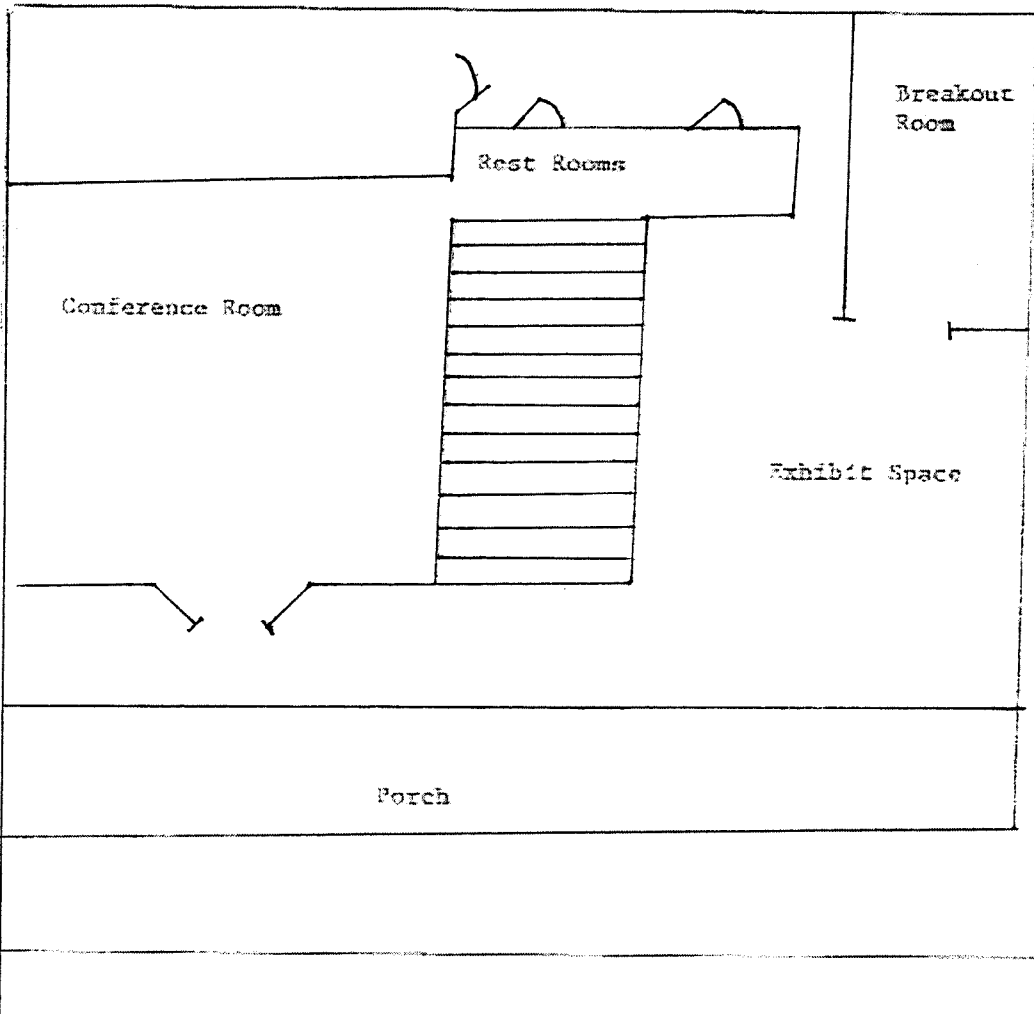 Breakout
Room
Rest Rooms
Conference Room
Exhibit Space
Porch